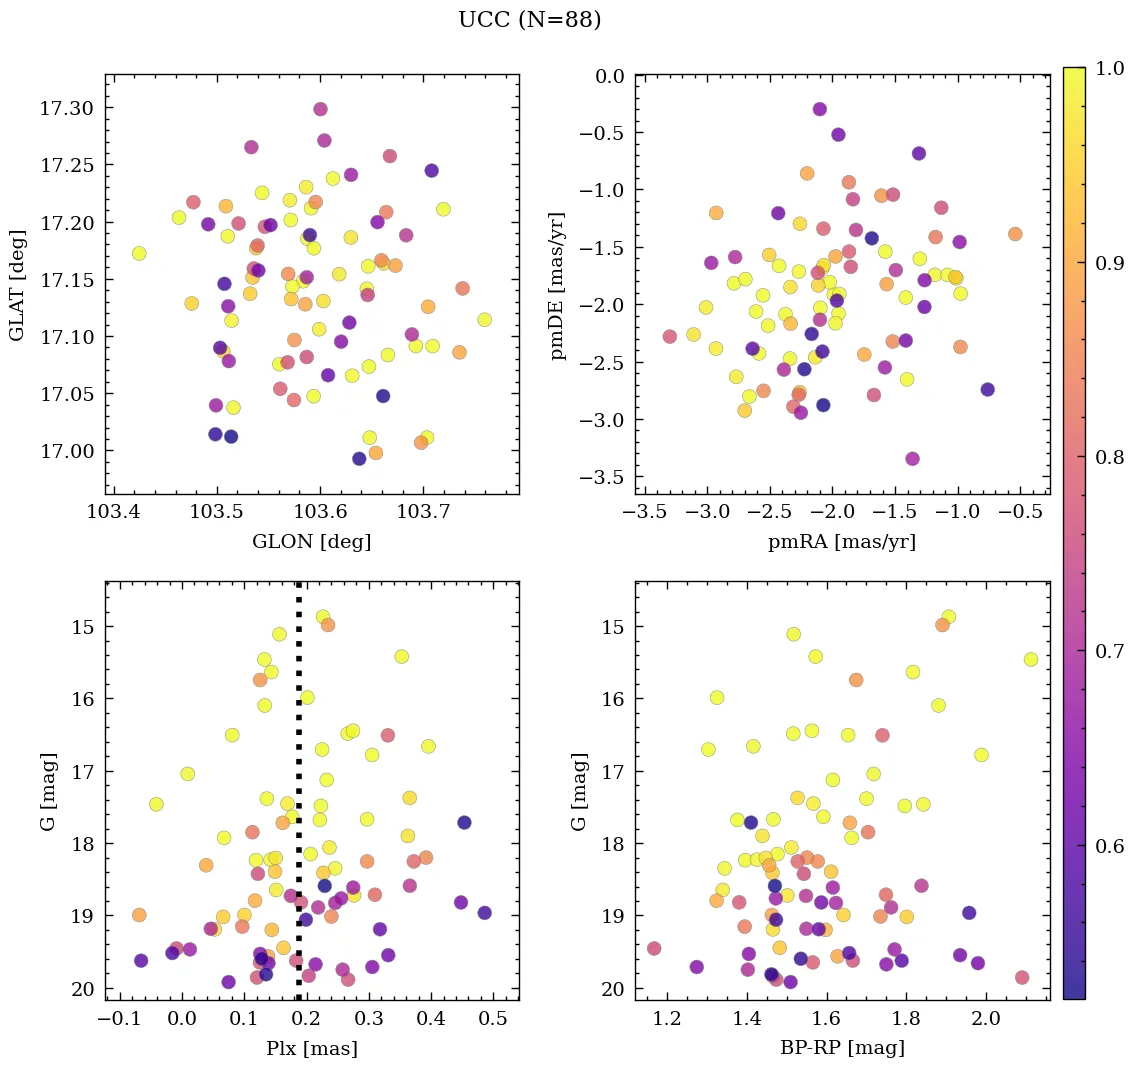 UCC (N=88)
17.30
17.25
17.20
17.15
17.10
17.05
17.00
GLAT [deg]
103.4 103.5 103.6 103.7
GLON [deg]
0.0
−0.5
−1.0
−1.5
−2.0
−2.5
−3.0
−3.5
pmDE [mas/yr]
−3.5 −3.0 −2.5 −2.0 −1.5 −1.0 −0.5
pmRA [mas/yr]
1.0
0.9
0.8
0.7
0.6
15
16
17
18
19
20
G [mag]
−0.1 0.0 0.1 0.2 0.3 0.4 0.5
Plx [mas]
15
16
17
18
19
20
G [mag]
1.2 1.4 1.6 1.8 2.0
BP-RP [mag]